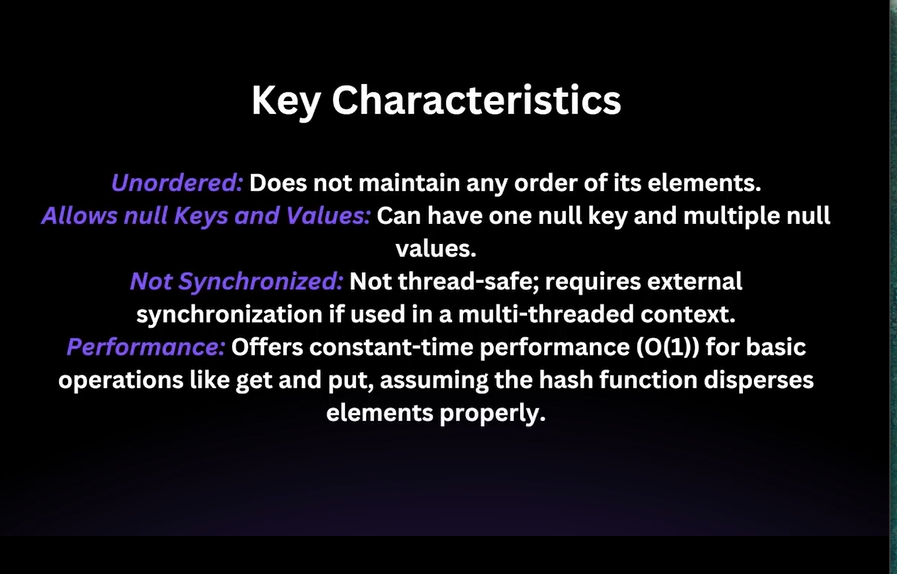 Key Characteristics
Unordered: Does not maintain any order of its elements.
Allows null Keys and Values: Can have one null key and multiple null
values.
Not Synchronized: Not thread-safe; requires external
synchronization if used in a multi-threaded context.
Performance: Offers constant-time performance (O(1)) for basic
operations like get and put, assuming the hash function disperses
elements properly.